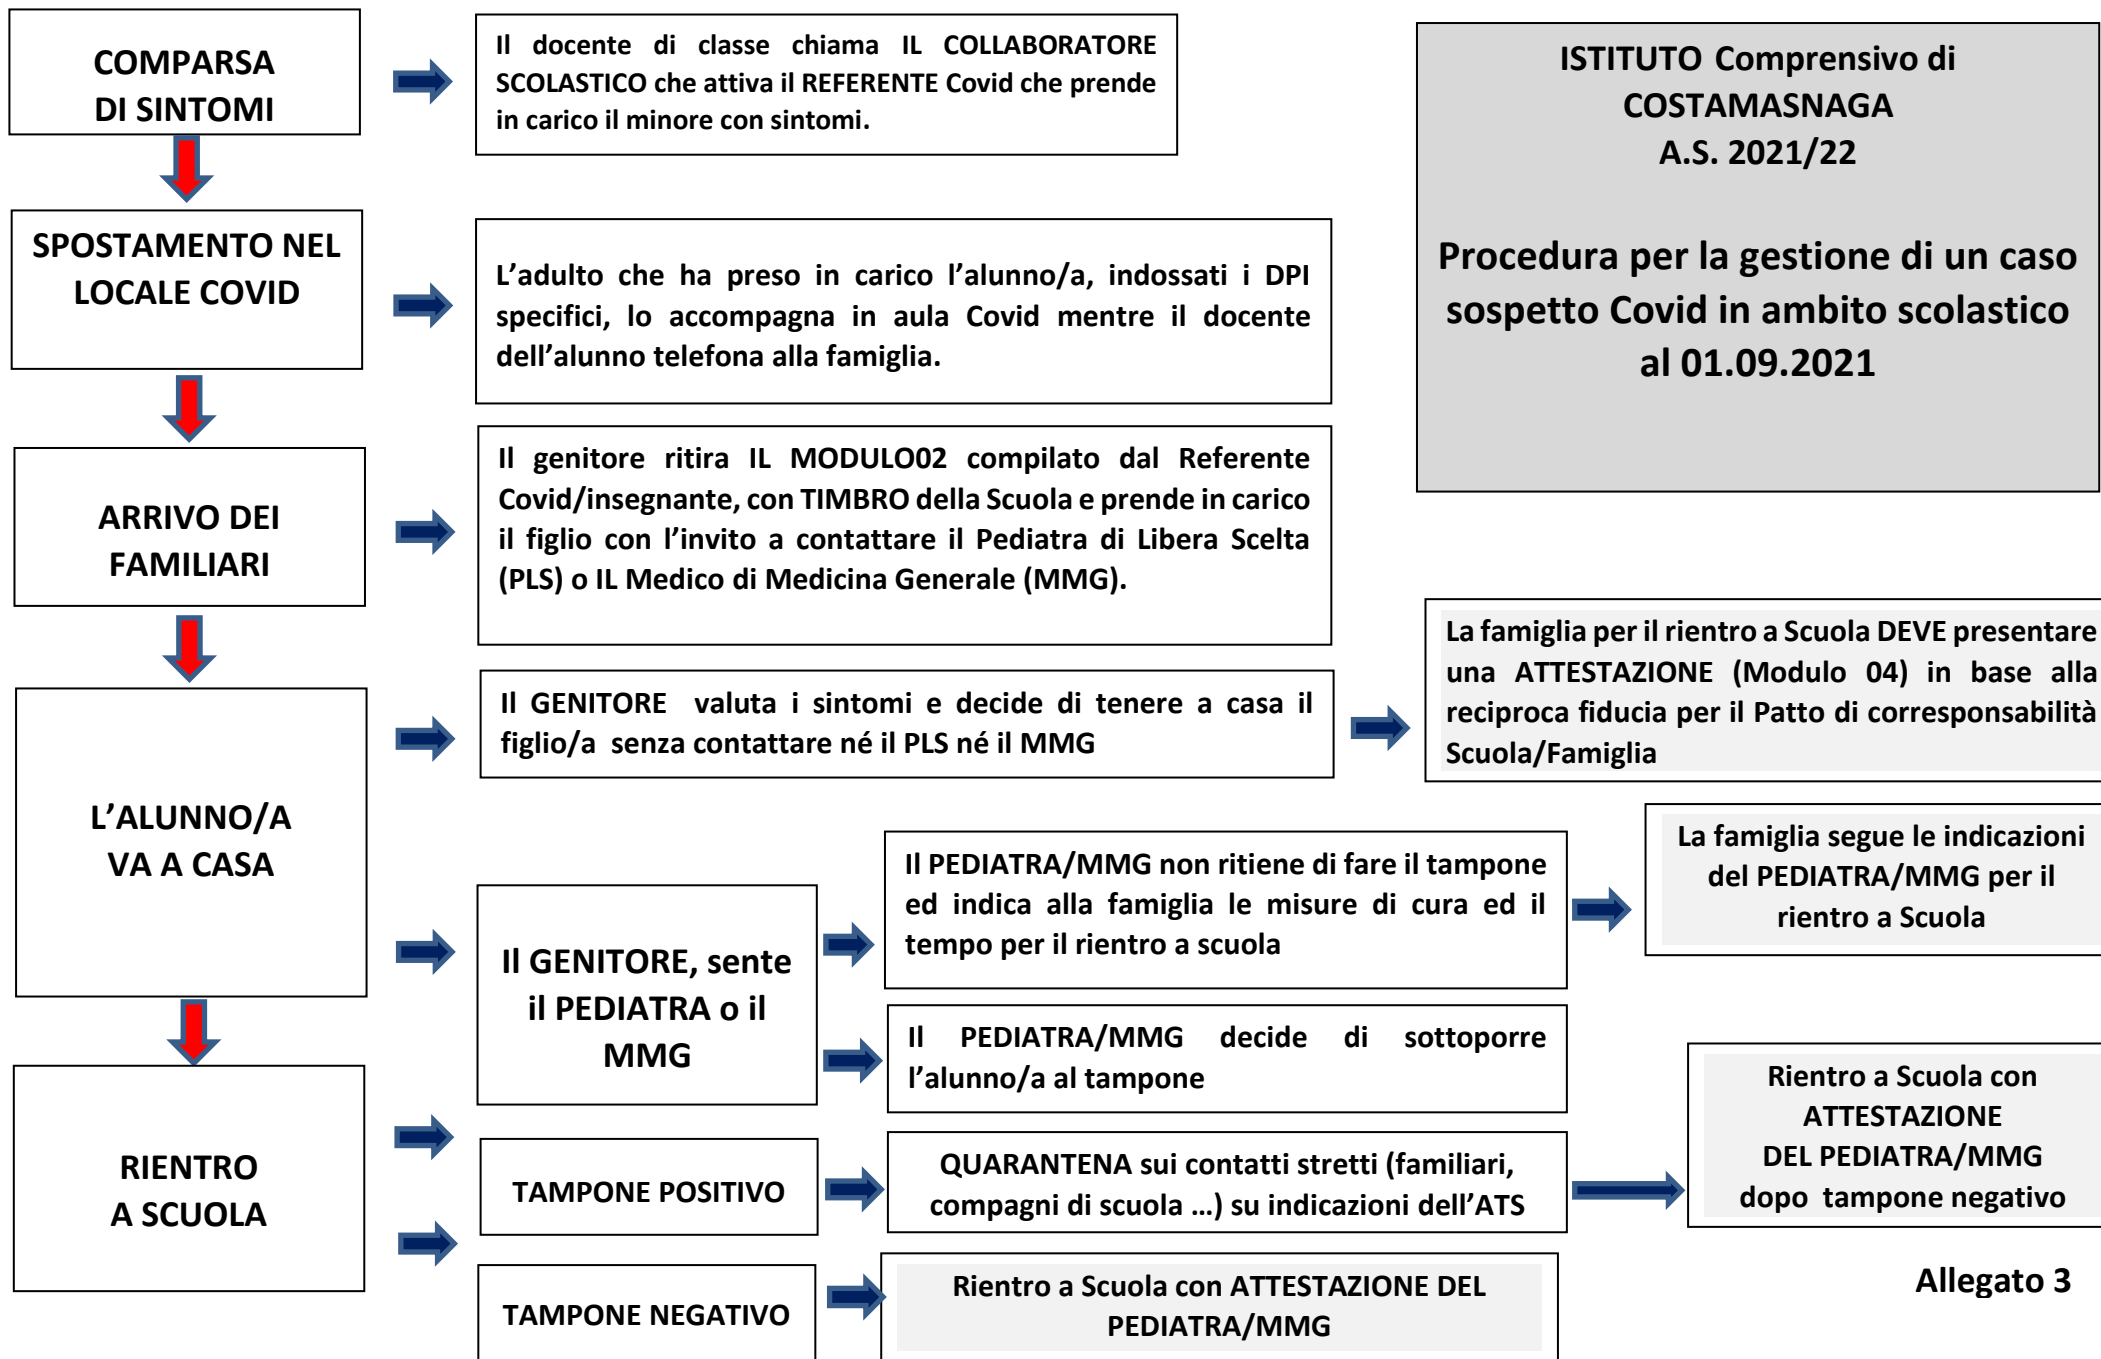 COMPARSA
DI SINTOMI
Il docente di classe chiama IL COLLABORATORE
SCOLASTICO che attiva il REFERENTE Covid che prende
in carico il minore con sintomi.
ISTITUTO Comprensivo di
COSTAMASNAGA
A.S. 2021/22
Procedura per la gestione di un caso
sospetto Covid in ambito scolastico
al 01.09.2021
SPOSTAMENTO NEL
LOCALE COVID
L’adulto che ha preso in carico l’alunno/a, indossati i DPI
specifici, lo accompagna in aula Covid mentre il docente
dell’alunno telefona alla famiglia.
ARRIVO DEI
FAMILIARI
Il genitore ritira IL MODULO02 compilato dal Referente
Covid/insegnante, con TIMBRO della Scuola e prende in carico
il figlio con l’invito a contattare il Pediatra di Libera Scelta
(PLS) o IL Medico di Medicina Generale (MMG).
L’ALUNNO/A
VA A CASA
Il GENITORE valuta i sintomi e decide di tenere a casa il
figlio/a senza contattare né il PLS né il MMG
La famiglia per il rientro a Scuola DEVE presentare
una ATTESTAZIONE (Modulo 04) in base alla
reciproca fiducia per il Patto di corresponsabilità
Scuola/Famiglia
Il GENITORE, sente
il PEDIATRA o il
MMG
Il PEDIATRA/MMG non ritiene di fare il tampone
ed indica alla famiglia le misure di cura ed il
tempo per il rientro a scuola
La famiglia segue le indicazioni
del PEDIATRA/MMG per il
rientro a Scuola
Il PEDIATRA/MMG decide di sottoporre
l’alunno/a al tampone
RIENTRO
A SCUOLA
TAMPONE POSITIVO
QUARANTENA sui contatti stretti (familiari,
compagni di scuola …) su indicazioni dell’ATS
Rientro a Scuola con
ATTESTAZIONE
DEL PEDIATRA/MMG
dopo tampone negativo
TAMPONE NEGATIVO
Rientro a Scuola con ATTESTAZIONE DEL
PEDIATRA/MMG
Allegato 3